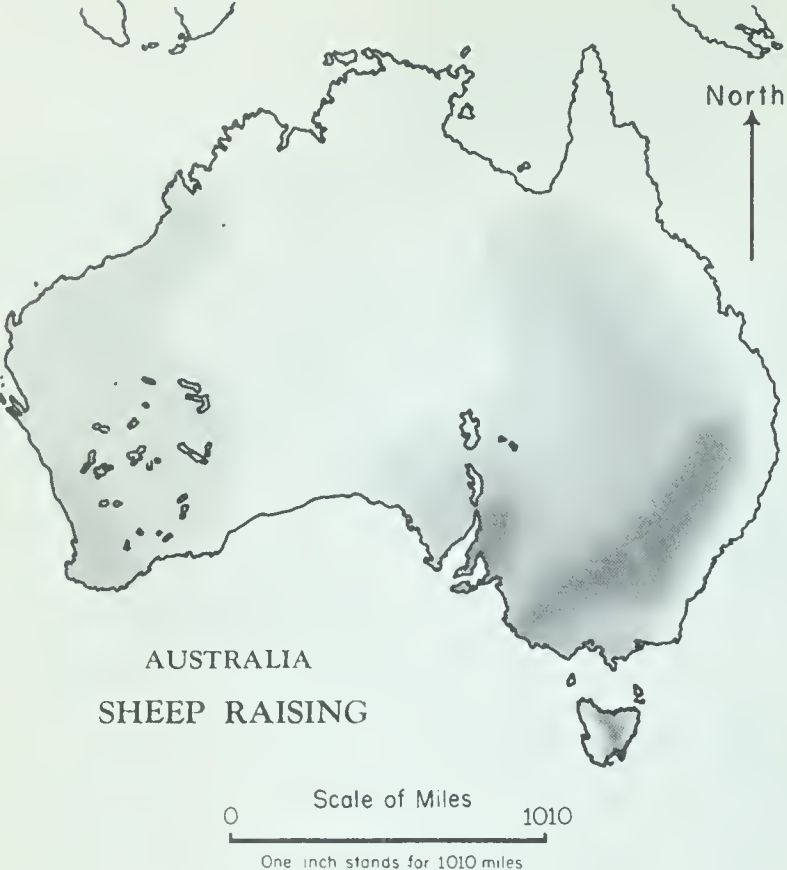 North
AUSTRALIA
SHEEP RAISING
Scale of Miles
0 1010
One inch stands for 1010 miles